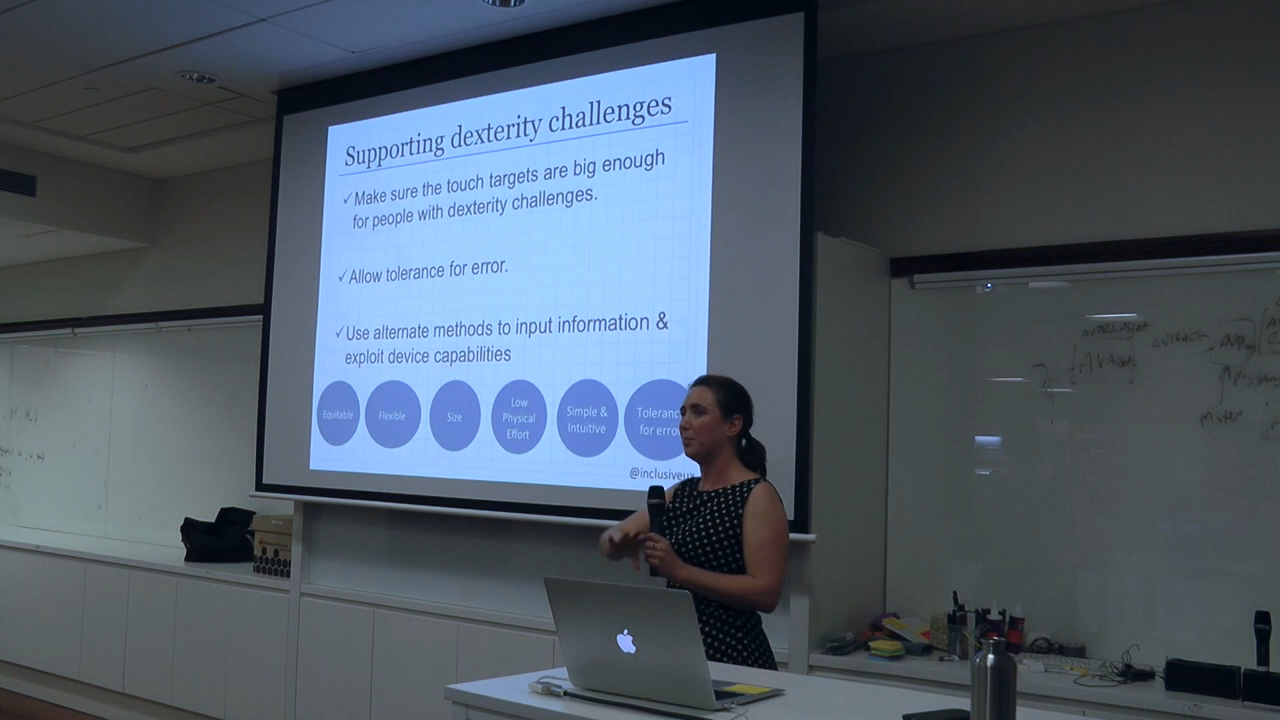 Supporting dexterity challenges
✓Make sure the touch targets are big enough
for people with dexterity challenges.
✓Allow tolerance for error.
✓Use alternate methods to input information &
exploit device capabilities
Equitable
Flexible
Size
Low
Physical
Effort
Simple &
Intuitive
Toleranc
for erro
@inclusiveux